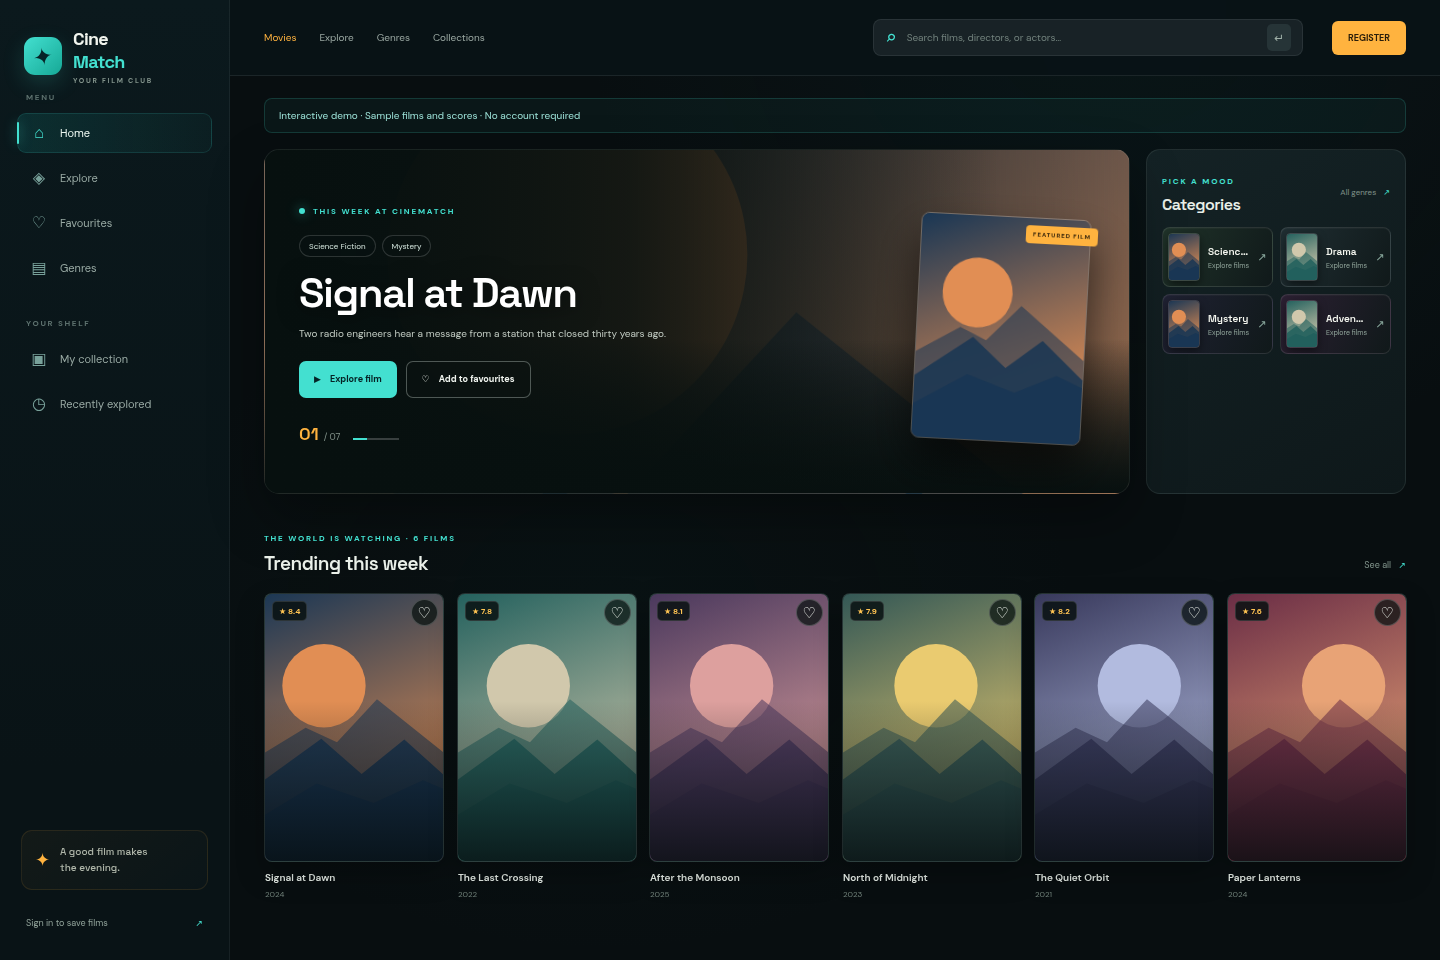 Cine
Match
YOUR FILM CLUB
MENU
Home
Explore
Favourites
Genres
YOUR SHELF
My collection
Recently explored
A good film makes
the evening.
Sign in to save films ↗
Movies Explore Genres Collections
Search films, directors, or actors… ↵
REGISTER
Interactive demo · Sample films and scores · No account required
THIS WEEK AT CINEMATCH
Science Fiction Mystery
Signal at Dawn
Two radio engineers hear a message from a station that closed thirty years ago.
▶ Explore film ♡ Add to favourites
01 / 07
FEATURED FILM
PICK A MOOD
All genres ↗
Categories
Scienc… Explore films ↗
Drama Explore films ↗
Mystery Explore films ↗
Adven… Explore films ↗
THE WORLD IS WATCHING · 6 FILMS
Trending this week
See all ↗
★ 8.4 ★ 7.8 ★ 8.1 ★ 7.9 ★ 8.2 ★ 7.6
Signal at Dawn The Last Crossing After the Monsoon North of Midnight The Quiet Orbit Paper Lanterns
2024 2022 2025 2023 2021 2024